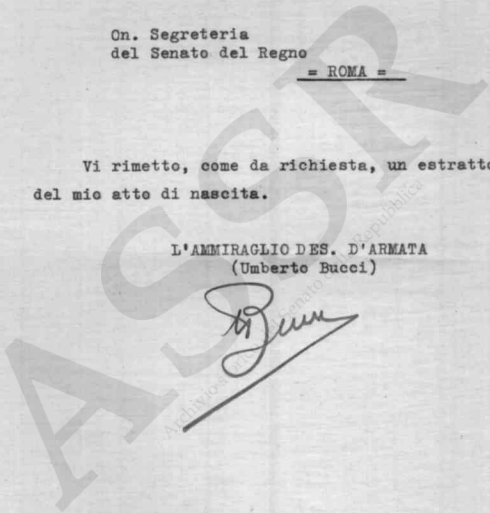 On. Segreteria
del Senato del Regno
= ROMA =
Vi rimetto, come da richiesta, un estratto
del mio atto di nascita.
L'AMMIRAGLIO DES. D'ARMATA
(Umberto Bucci)
ASSR